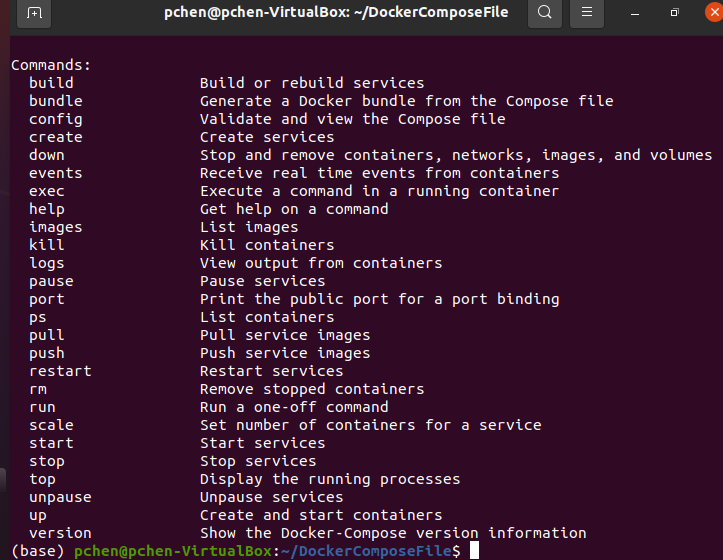 pchen@pchen-VirtualBox: ~/DockerComposeFile
Commands:
build Build or rebuild services
bundle Generate a Docker bundle from the Compose file
config Validate and view the Compose file
create Create services
down Stop and remove containers, networks, images, and volumes
events Receive real time events from containers
exec Execute a command in a running container
help Get help on a command
images List images
kill Kill containers
logs View output from containers
pause Pause services
port Print the public port for a port binding
ps List containers
pull Pull service images
push Push service images
restart Restart services
rm Remove stopped containers
run Run a one-off command
scale Set number of containers for a service
start Start services
stop Stop services
top Display the running processes
unpause Unpause services
up Create and start containers
version Show the Docker-Compose version information
(base) pchen@pchen-VirtualBox:~/DockerComposeFile$